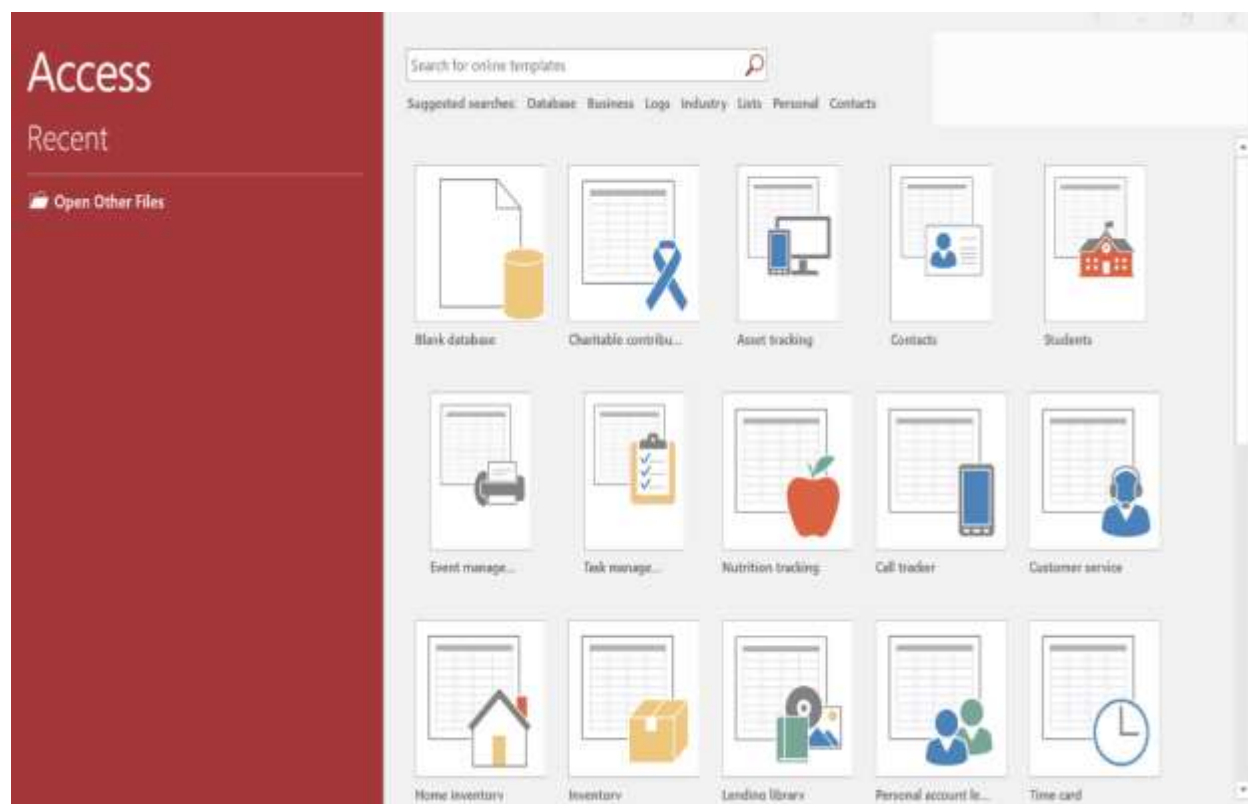 Access
Recent
Open Other Files
Search for online templates
Suggested searches: Database Business Logs Industry Lists Personal Contacts
Blank database
Charitable contribu...
Asset tracking
Contacts
Students
Event manage...
Task manage...
Nutrition tracking
Call tracker
Customer service
Home inventory
Inventory
Lending library
Personal account le...
Time card